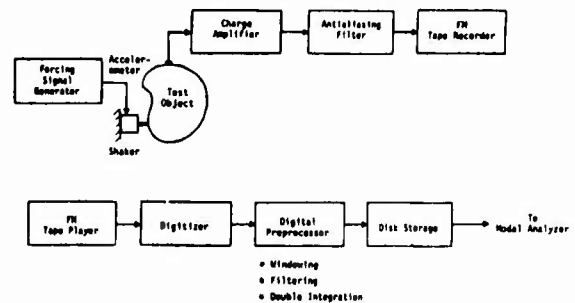 Charge
Amplifier
Antialiasing
Filter
FM
Tape Recorder
Forcing
Signal
Generator
Acceler-
ometer
Test
Object
Shaker
FM
Tape Player
Digitizer
Digital
Preprocessor
Disk Storage
To
Modal Analyzer
• Windowing
• Filtering
• Double Integration